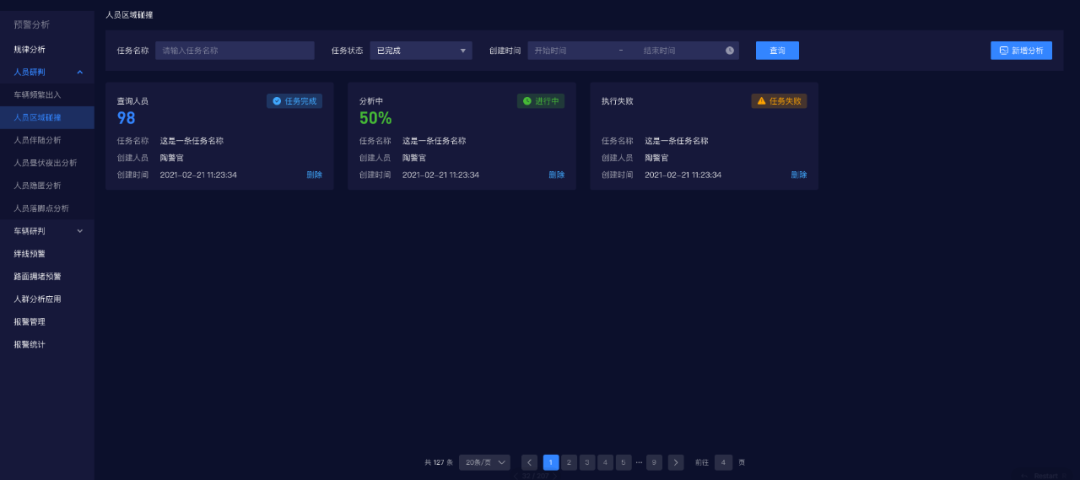 预警分析
规律分析
人员研判
车辆频繁出入
人员区域碰撞
人员伴随分析
人员昼伏夜出分析
人员隐匿分析
人员落脚点分析
车辆研判
绊线预警
路面拥堵预警
人群分析应用
报警管理
报警统计
人员区域碰撞
任务名称 请输入任务名称 任务状态 已完成 创建时间 开始时间 - 结束时间 查询 新增分析
查询人员 任务完成
98
任务名称 这是一条任务名称
创建人员 陶警官
创建时间 2021-02-21 11:23:34 删除
分析中 进行中
50%
任务名称 这是一条任务名称
创建人员 陶警官
创建时间 2021-02-21 11:23:34 删除
执行失败 任务失败
任务名称 这是一条任务名称
创建人员 陶警官
创建时间 2021-02-21 11:23:34 删除
共 127 条 20条/页 1 2 3 4 5 ··· 9 前往 4 页